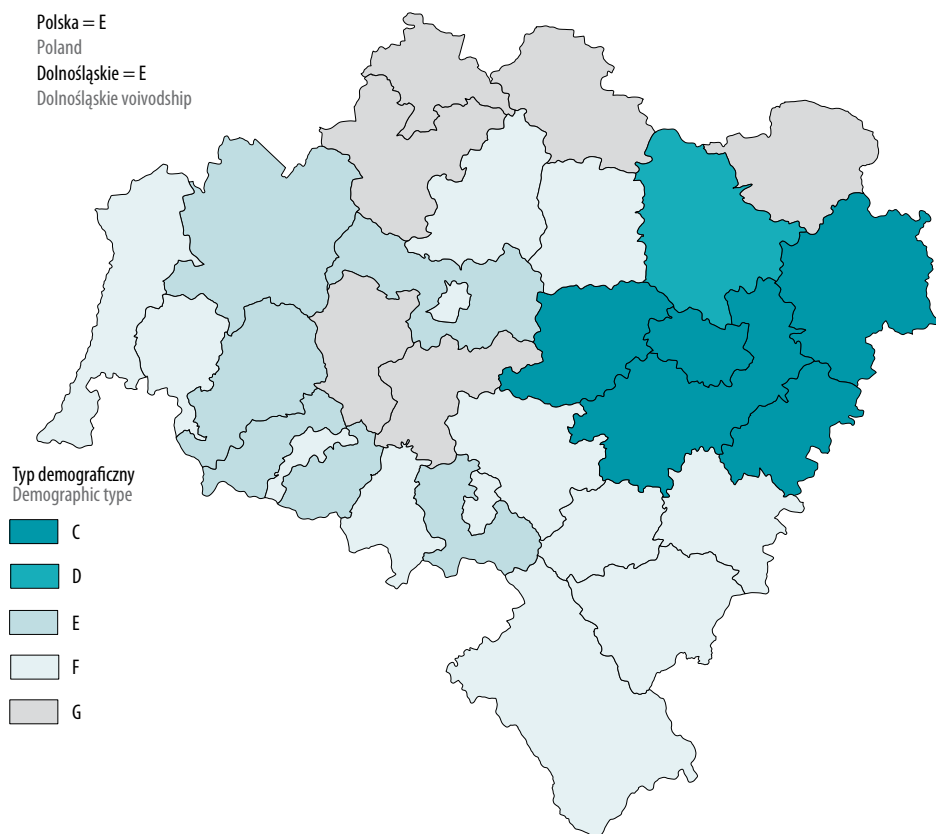 Polska = E
Poland
Dolnośląskie = E
Dolnośląskie voivodship
Typ demograficzny
Demographic type
C
D
E
F
G